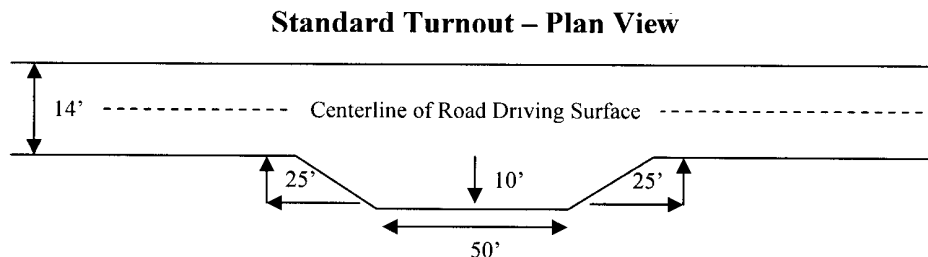 Standard Turnout – Plan View
14’
Centerline of Road Driving Surface
25’
10’
25’
50’